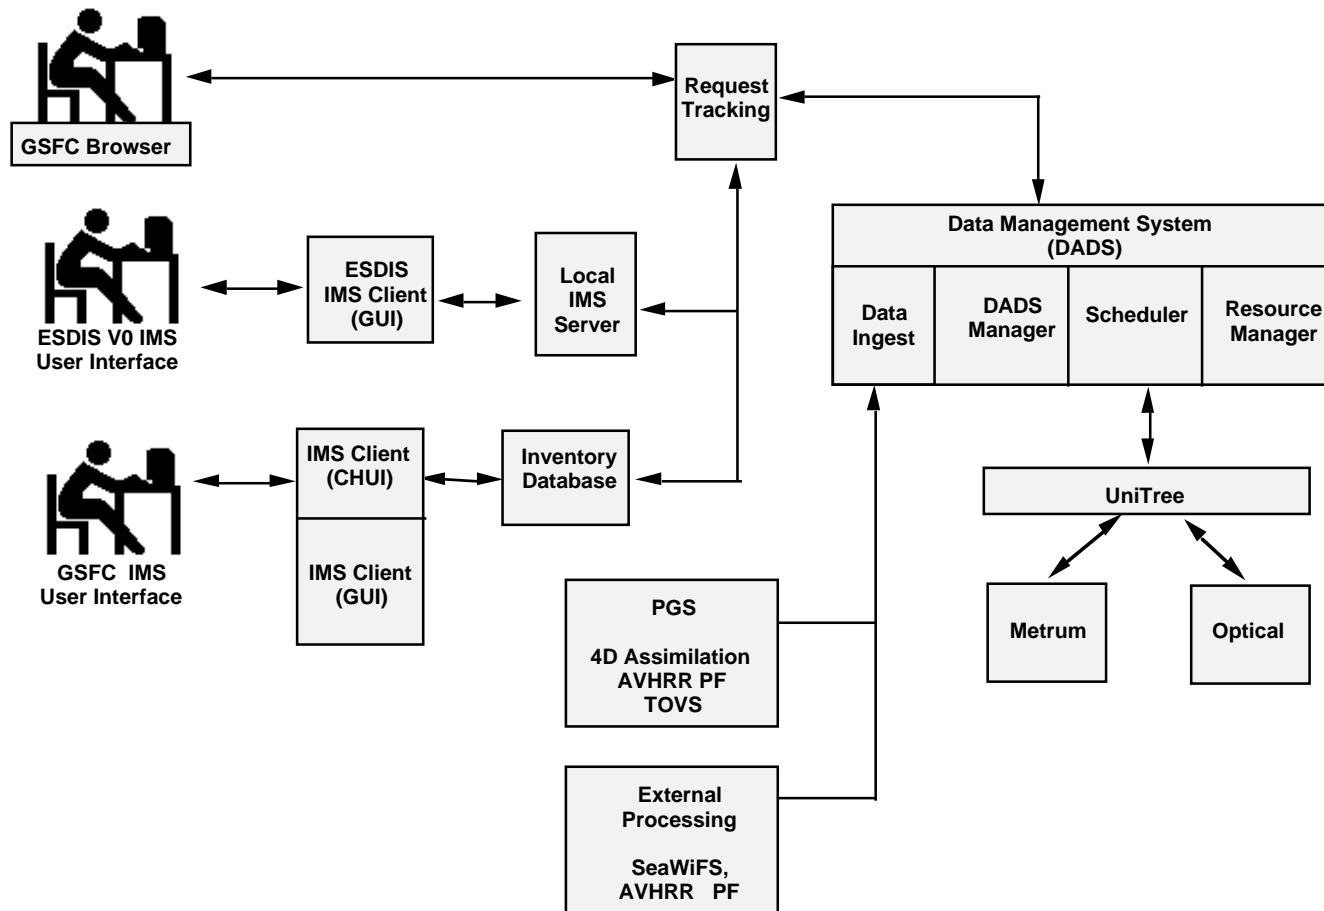 GSFC Browser
Request
Tracking
ESDIS V0 IMS
User Interface
ESDIS
IMS Client
(GUI)
Local
IMS
Server
Data Management System
(DADS)
Data
Ingest
DADS
Manager
Scheduler
Resource
Manager
GSFC IMS
User Interface
IMS Client
(CHUI)
IMS Client
(GUI)
Inventory
Database
UniTree
Metrum
Optical
PGS
4D Assimilation
AVHRR PF
TOVS
External
Processing
SeaWiFS,
AVHRR PF